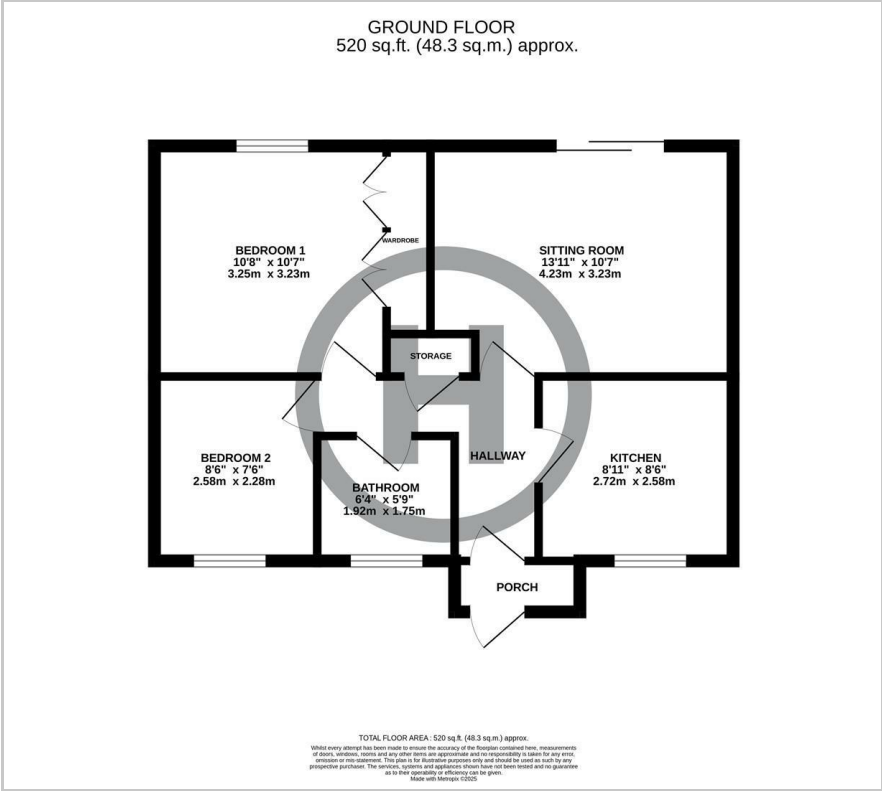 GROUND FLOOR
520 sq.ft. (48.3 sq.m.) approx.
WARDROBE
BEDROOM 1
10'8" x 10'7"
3.25m x 3.23m
SITTING ROOM
13'11" x 10'7"
4.23m x 3.23m
STORAGE
BEDROOM 2
8'6" x 7'6"
2.58m x 2.28m
BATHROOM
6'4" x 5'9"
1.92m x 1.75m
HALLWAY
KITCHEN
8'11" x 8'6"
2.72m x 2.58m
PORCH
H
TOTAL FLOOR AREA : 520 sq.ft. (48.3 sq.m.) approx.
Whilst every attempt has been made to ensure the accuracy of the floorplan contained here, measurements
of doors, windows, rooms and any other items are approximate and no responsibility is taken for any error,
omission or mis-statement. This plan is for illustrative purposes only and should be used as such by any
prospective purchaser. The services, systems and appliances shown have not been tested and no guarantee
as to their operability or efficiency can be given.
Made with Metropix ©2025